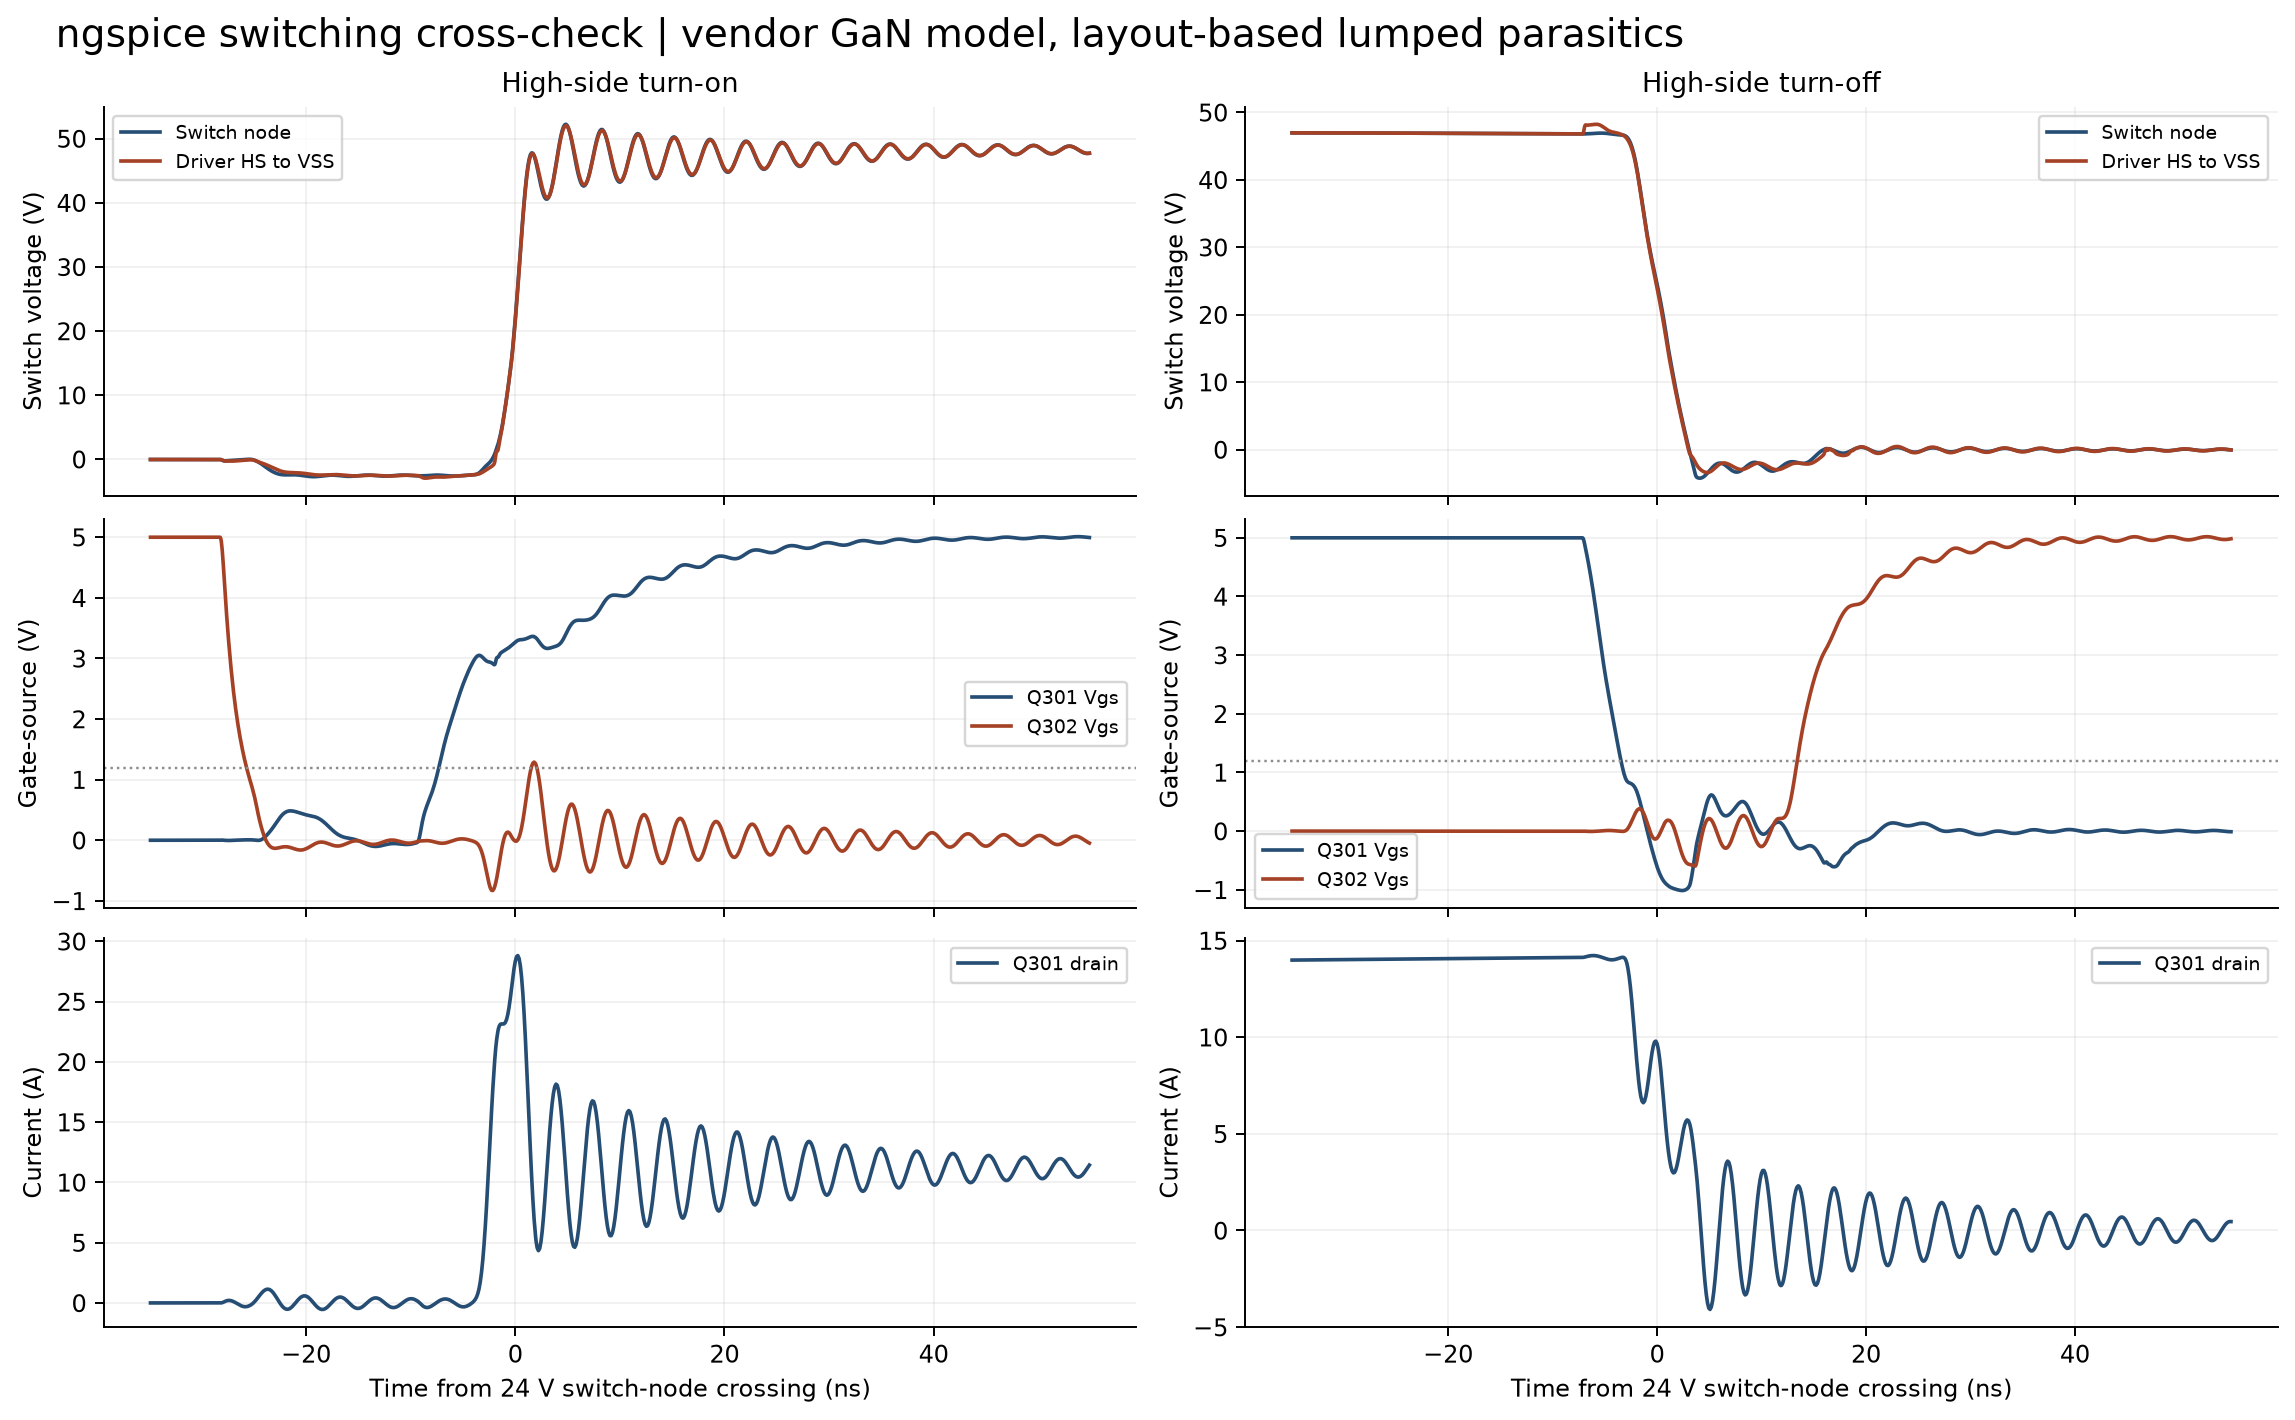 ngspice switching cross-check | vendor GaN model, layout-based lumped parasitics
High-side turn-on
Switch voltage (V)
50
40
30
20
10
0
Switch node
Driver HS to VSS
High-side turn-off
Switch voltage (V)
50
40
30
20
10
0
Switch node
Driver HS to VSS
Gate-source (V)
5
4
3
2
1
0
−1
Q301 Vgs
Q302 Vgs
Gate-source (V)
5
4
3
2
1
0
−1
Q301 Vgs
Q302 Vgs
Current (A)
30
25
20
15
10
5
0
Q301 drain
−20
0
20
40
Time from 24 V switch-node crossing (ns)
Current (A)
15
10
5
0
−5
Q301 drain
−20
0
20
40
Time from 24 V switch-node crossing (ns)